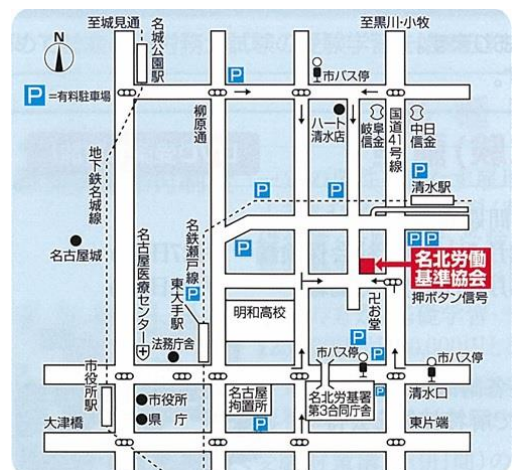 至城見通
至黒川・小牧
N
名城公園駅
P
市バス停
P=有料駐車場
柳原通
ハート
清水店
岐阜
信金
国道41号線
中日
信金
P
清水駅
地下鉄名城線
P
P
名鉄瀬戸線
P
P P
名古屋城
名古屋医療センター
P
東大手駅
名北労働
基準協会
押ボタン信号
明和高校
卍お堂
法務庁舎
P
P
市バス停
市バス停
市役所駅
市役所
県庁
名古屋
拘置所
P
名北労基署
第3合同庁舎
P
清水口
大津橋
東片端